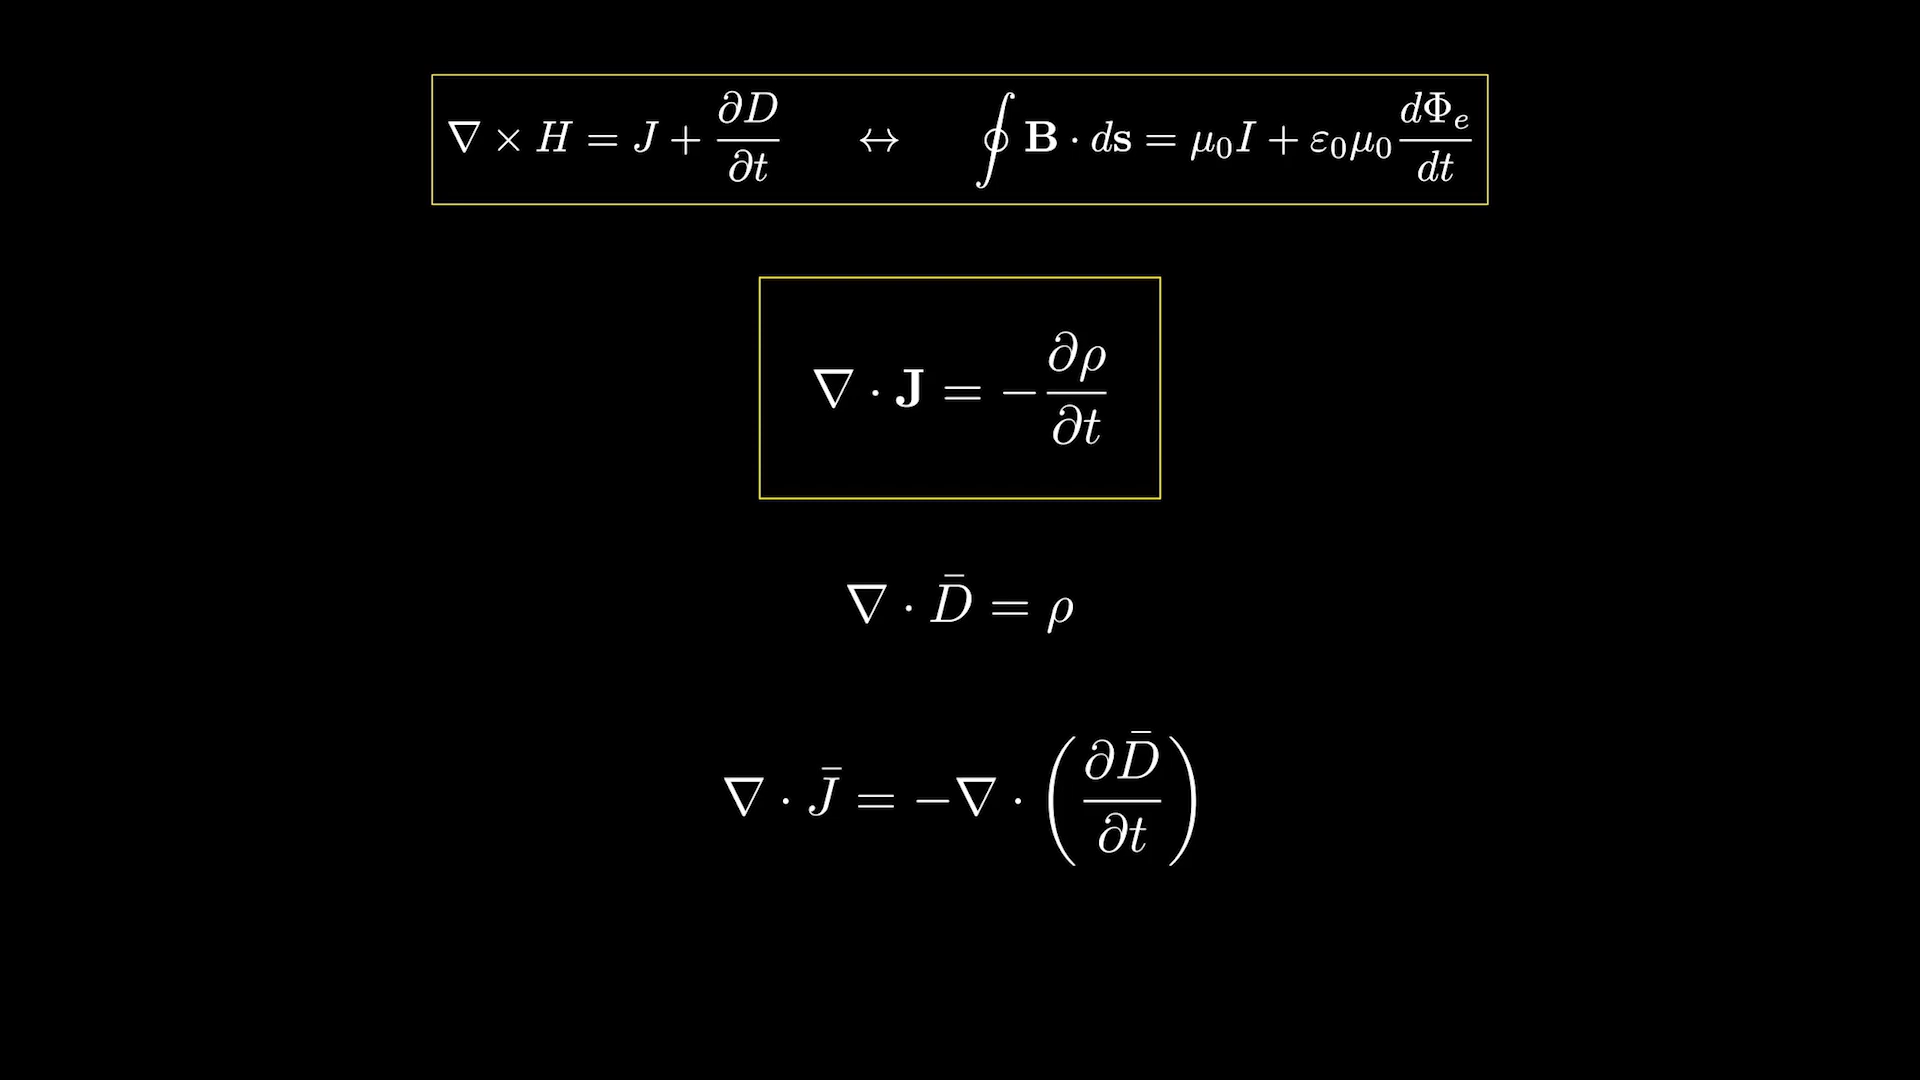 ∇ × H = J + ∂D/∂t ↔ ∮ B · ds = μ₀I + ε₀μ₀ dΦₑ/dt
∇ · J = −∂ρ/∂t
∇ · D̄ = ρ
∇ · J̄ = −∇ · (∂D̄/∂t)